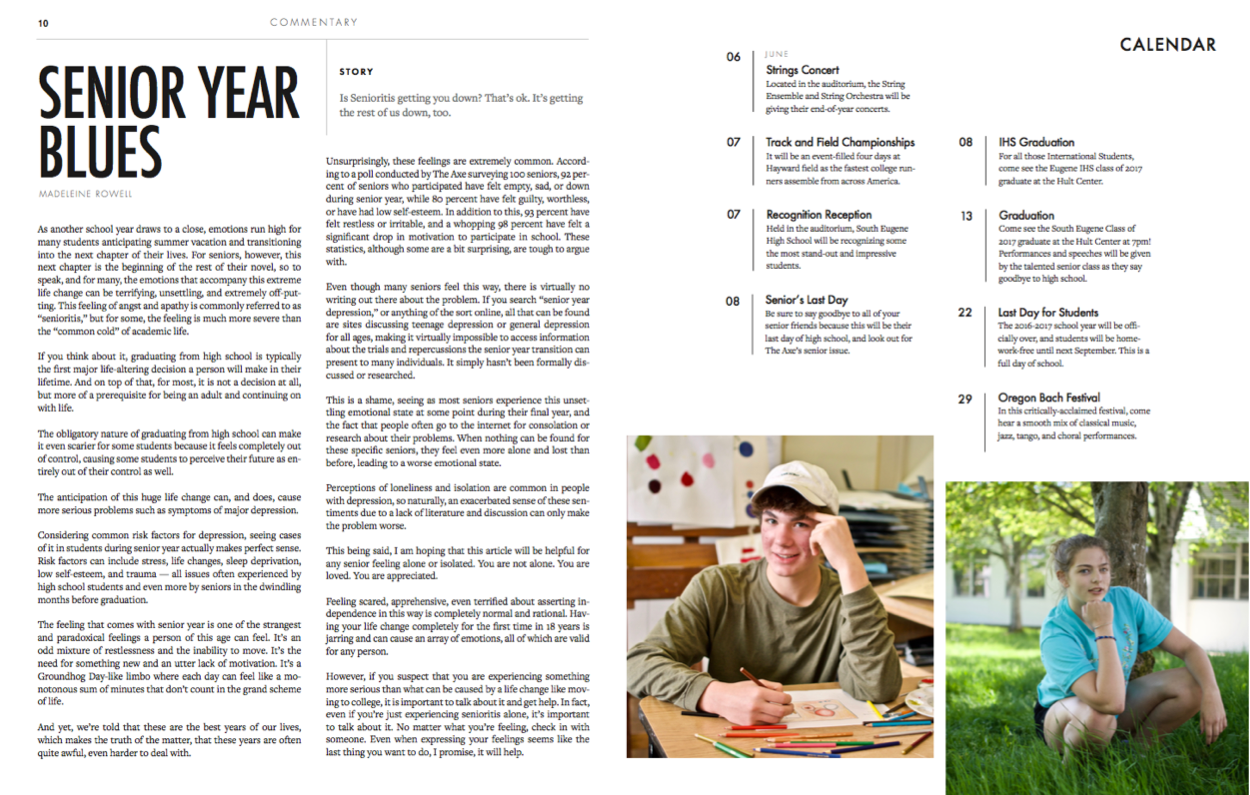 10
COMMENTARY
SENIOR YEAR
BLUES
MADELEINE ROWELL
STORY
Is Senioritis getting you down? That's ok. It's getting
the rest of us down, too.
As another school year draws to a close, emotions run high for
many students anticipating summer vacation and transitioning
into the next chapter of their lives. For seniors, however, this
next chapter is the beginning of the rest of their novel, so to
speak, and for many, the emotions that accompany this extreme
life change can be terrifying, unsettling, and extremely off-put-
ting. This feeling of angst and apathy is commonly referred to as
"senioritis," but for some, the feeling is much more severe than
the "common cold" of academic life.
If you think about it, graduating from high school is typically
the first major life-altering decision a person will make in their
lifetime. And on top of that, for most, it is not a decision at all,
but more of a prerequisite for being an adult and continuing on
with life.
The obligatory nature of graduating from high school can make
it even scarier for some students because it feels completely out
of control, causing some students to perceive their future as en-
tirely out of their control as well.
The anticipation of this huge life change can, and does, cause
more serious problems such as symptoms of major depression.
Considering common risk factors for depression, seeing cases
of it in students during senior year actually makes perfect sense.
Risk factors can include stress, life changes, sleep deprivation,
low self-esteem, and trauma — all issues often experienced by
high school students and even more by seniors in the dwindling
months before graduation.
The feeling that comes with senior year is one of the strangest
and paradoxical feelings a person of this age can feel. It's an
odd mixture of restlessness and the inability to move. It's the
need for something new and an utter lack of motivation. It's a
Groundhog Day-like limbo where each day can feel like a mo-
notonous sum of minutes that don't count in the grand scheme
of life.
And yet, we're told that these are the best years of our lives,
which makes the truth of the matter, that these years are often
quite awful, even harder to deal with.
Unsurprisingly, these feelings are extremely common. Accord-
ing to a poll conducted by The Axe surveying 100 seniors, 92 per-
cent of seniors who participated have felt empty, sad, or down
during senior year, while 80 percent have felt guilty, worthless,
or have had low self-esteem. In addition to this, 93 percent have
felt restless or irritable, and a whopping 98 percent have felt a
significant drop in motivation to participate in school. These
statistics, although some are a bit surprising, are tough to argue
with.
Even though many seniors feel this way, there is virtually no
writing out there about the problem. If you search "senior year
depression," or anything of the sort online, all that can be found
are sites discussing teenage depression or general depression
for all ages, making it virtually impossible to access information
about the trials and repercussions the senior year transition can
present to many individuals. It simply hasn't been formally dis-
cussed or researched.
This is a shame, seeing as most seniors experience this unset-
tling emotional state at some point during their final year, and
the fact that people often go to the internet for consolation or
research about their problems. When nothing can be found for
these specific seniors, they feel even more alone and lost than
before, leading to a worse emotional state.
Perceptions of loneliness and isolation are common in people
with depression, so naturally, an exacerbated sense of these sen-
timents due to a lack of literature and discussion can only make
the problem worse.
This being said, I am hoping that this article will be helpful for
any senior feeling alone or isolated. You are not alone. You are
loved. You are appreciated.
Feeling scared, apprehensive, even terrified about asserting in-
dependence in this way is completely normal and rational. Hav-
ing your life change completely for the first time in 18 years is
jarring and can cause an array of emotions, all of which are valid
for any person.
However, if you suspect that you are experiencing something
more serious than what can be caused by a life change like mov-
ing to college, it is important to talk about it and get help. In fact,
even if you're just experiencing senioritis alone, it's important
to talk about it. No matter what you're feeling, check in with
someone. Even when expressing your feelings seems like the
last thing you want to do, I promise, it will help.
CALENDAR
06
JUNE
Strings Concert
Located in the auditorium, the String
Ensemble and String Orchestra will be
giving their end-of-year concerts.
07
Track and Field Championships
It will be an event-filled four days at
Hayward field as the fastest college run-
ners assemble from across America.
07
Recognition Reception
Held in the auditorium, South Eugene
High School will be recognizing some
the most stand-out and impressive
students.
08
Senior's Last Day
Be sure to say goodbye to all of your
senior friends because this will be their
last day of high school, and look out for
The Axe's senior issue.
08
IHS Graduation
For all those International Students,
come see the Eugene IHS class of 2017
graduate at the Hult Center.
13
Graduation
Come see the South Eugene Class of
2017 graduate at the Hult Center at 7pm!
Performances and speeches will be given
by the talented senior class as they say
goodbye to high school.
22
Last Day for Students
The 2016-2017 school year will be offi-
cially over, and students will be home-
work-free until next September. This is a
full day of school.
29
Oregon Bach Festival
In this critically-acclaimed festival, come
hear a smooth mix of classical music,
jazz, tango, and choral performances.